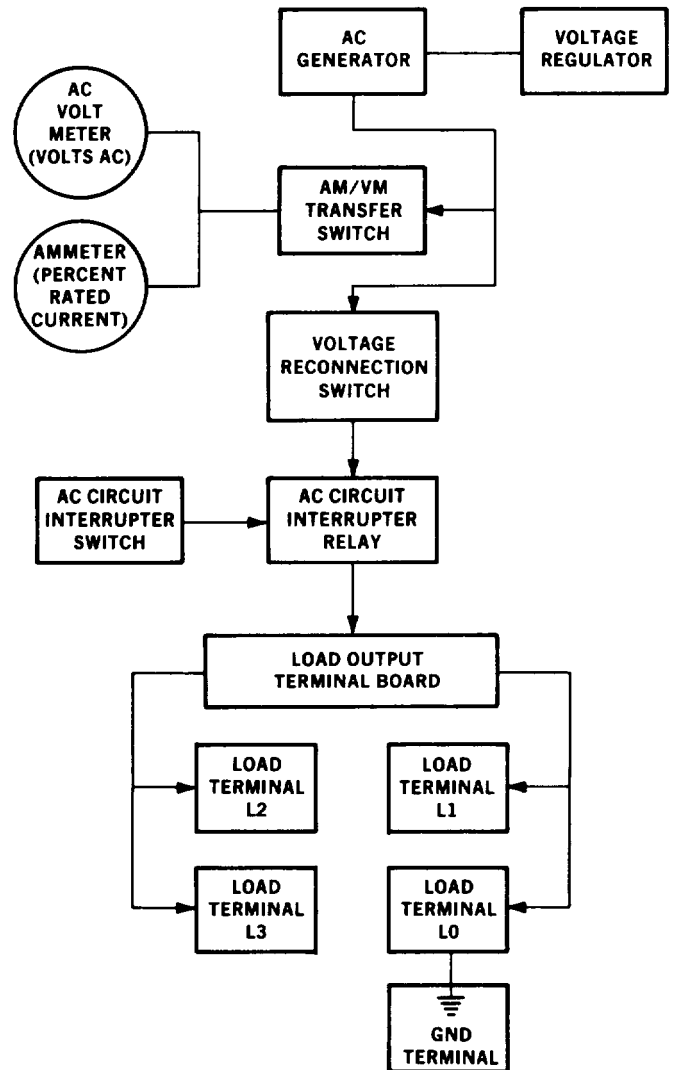 AC
GENERATOR
VOLTAGE
REGULATOR
AC
VOLT
METER
(VOLTS AC)
AM/VM
TRANSFER
SWITCH
AMMETER
(PERCENT
RATED
CURRENT)
VOLTAGE
RECONNECTION
SWITCH
AC CIRCUIT
INTERRUPTER
SWITCH
AC CIRCUIT
INTERRUPTER
RELAY
LOAD OUTPUT
TERMINAL BOARD
LOAD
TERMINAL
L2
LOAD
TERMINAL
L1
LOAD
TERMINAL
L3
LOAD
TERMINAL
L0
GND
TERMINAL